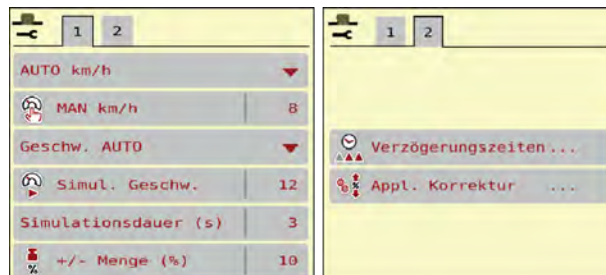 1 2
AUTO km/h
MAN km/h 8
Geschw. AUTO
Simul. Geschw. 12
Simulationsdauer (s) 3
% +/- Menge (%) 10
1 2
Verzögerungszeiten ...
% Appl. Korrektur ...